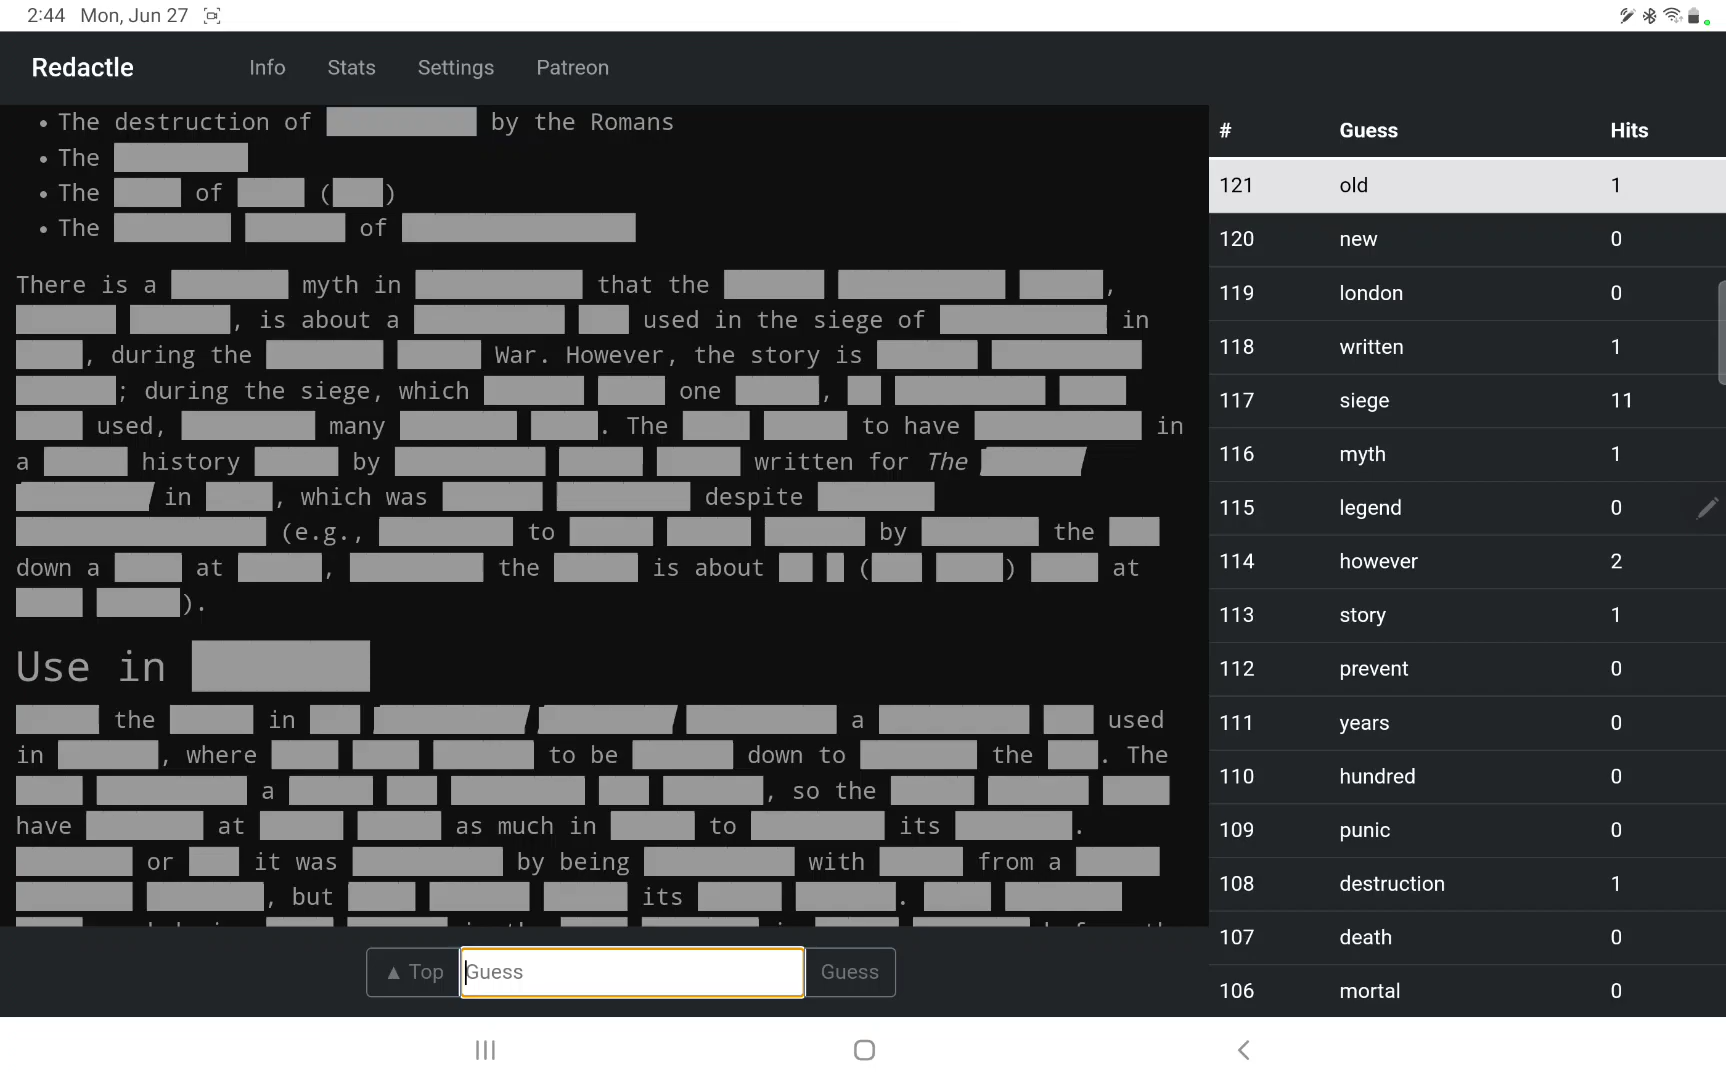 2:44 Mon, Jun 27
Redactle Info Stats Settings Patreon
• The destruction of by the Romans
• The
• The of ( )
• The of
There is a myth in that the ,
, is about a used in the siege of in
, during the War. However, the story is
; during the siege, which one ,
used, many . The to have in
a history by written for The
in , which was despite
(e.g., to by the
down a at , the is about ( ) at
).
Use in
the in a used
in , where to be down to the . The
a , so the
have at as much in to its .
or it was by being with from a
, but its .
▲ Top Guess Guess
# Guess Hits
121 old 1
120 new 0
119 london 0
118 written 1
117 siege 11
116 myth 1
115 legend 0
114 however 2
113 story 1
112 prevent 0
111 years 0
110 hundred 0
109 punic 0
108 destruction 1
107 death 0
106 mortal 0